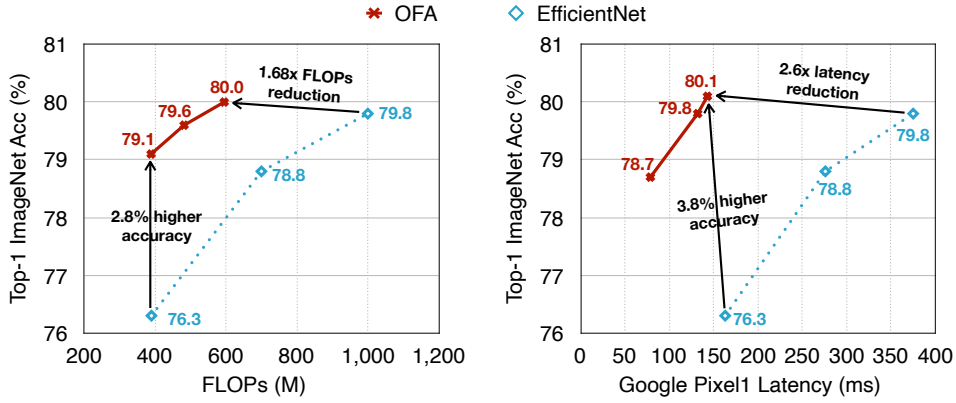 OFA EfficientNet
Top-1 ImageNet Acc (%)
81
80
79
78
77
76
200 400 600 800 1,000 1,200
FLOPs (M)
79.1
79.6
80.0
1.68x FLOPs
reduction
79.8
78.8
76.3
2.8% higher
accuracy
Top-1 ImageNet Acc (%)
81
80
79
78
77
76
0 50 100 150 200 250 300 350 400
Google Pixel1 Latency (ms)
78.7
79.8
80.1
2.6x latency
reduction
79.8
78.8
76.3
3.8% higher
accuracy